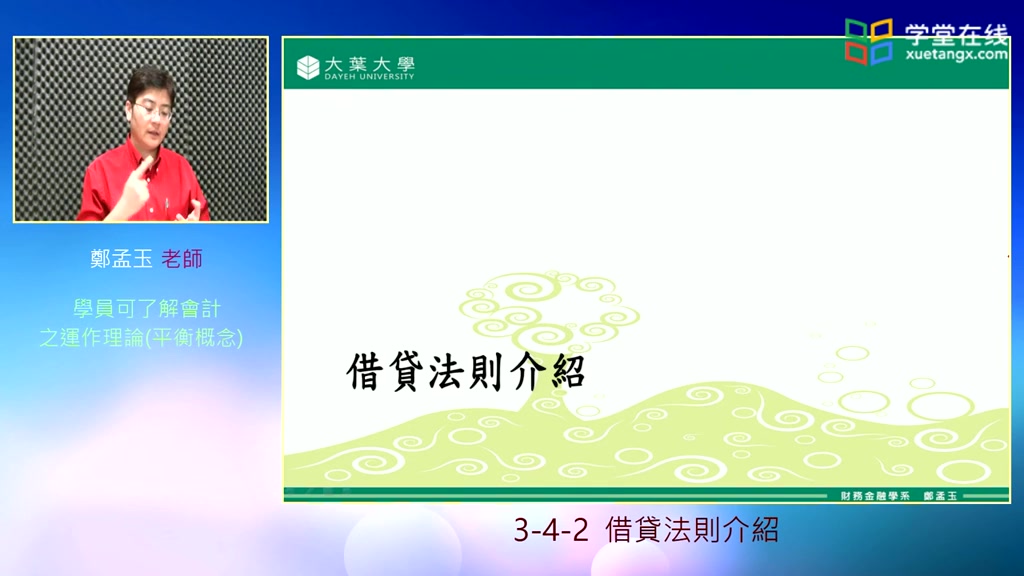 学堂在线
xuetangx.com
大葉大學
DAYEH UNIVERSITY
鄭孟玉 老師
學員可了解會計
之運作理論(平衡概念)
借貸法則介紹
財務金融學系 鄭孟玉
3-4-2 借貸法則介紹